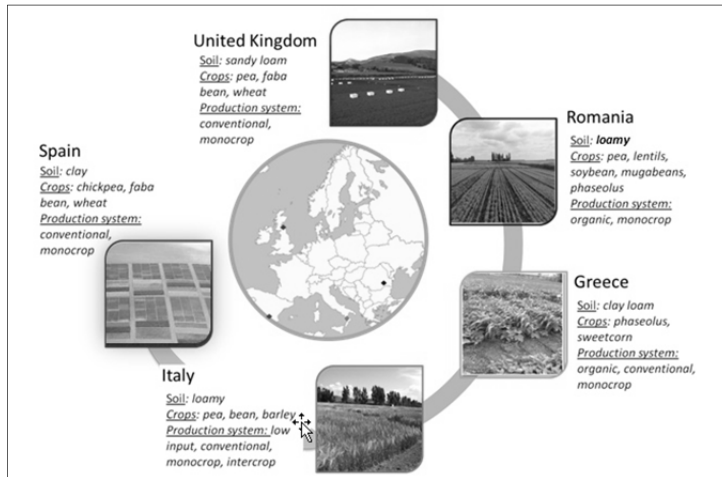 United Kingdom
Soil: sandy loam
Crops: pea, faba
bean, wheat
Production system:
conventional,
monocrop
Romania
Soil: loamy
Crops: pea, lentils,
soybean, mugabeans,
phaseolus
Production system:
organic, monocrop
Spain
Soil: clay
Crops: chickpea, faba
bean, wheat
Production system:
conventional,
monocrop
Greece
Soil: clay loam
Crops: phaseolus,
sweetcorn
Production system:
organic, conventional,
monocrop
Italy
Soil: loamy
Crops: pea, bean, barley
Production system: low
input, conventional,
monocrop, intercrop